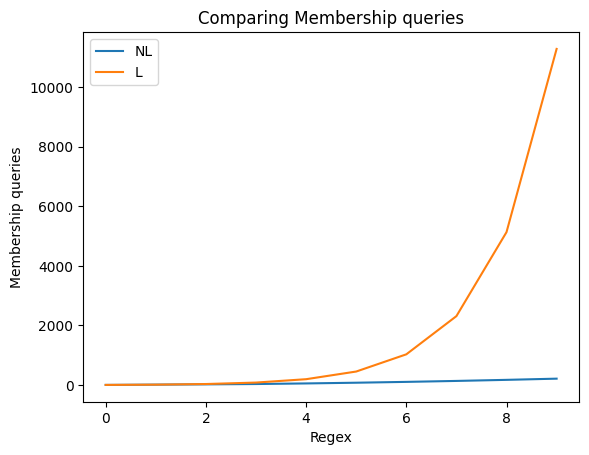 Comparing Membership queries
NL
L
10000
8000
6000
4000
2000
0
Membership queries
0 2 4 6 8
Regex